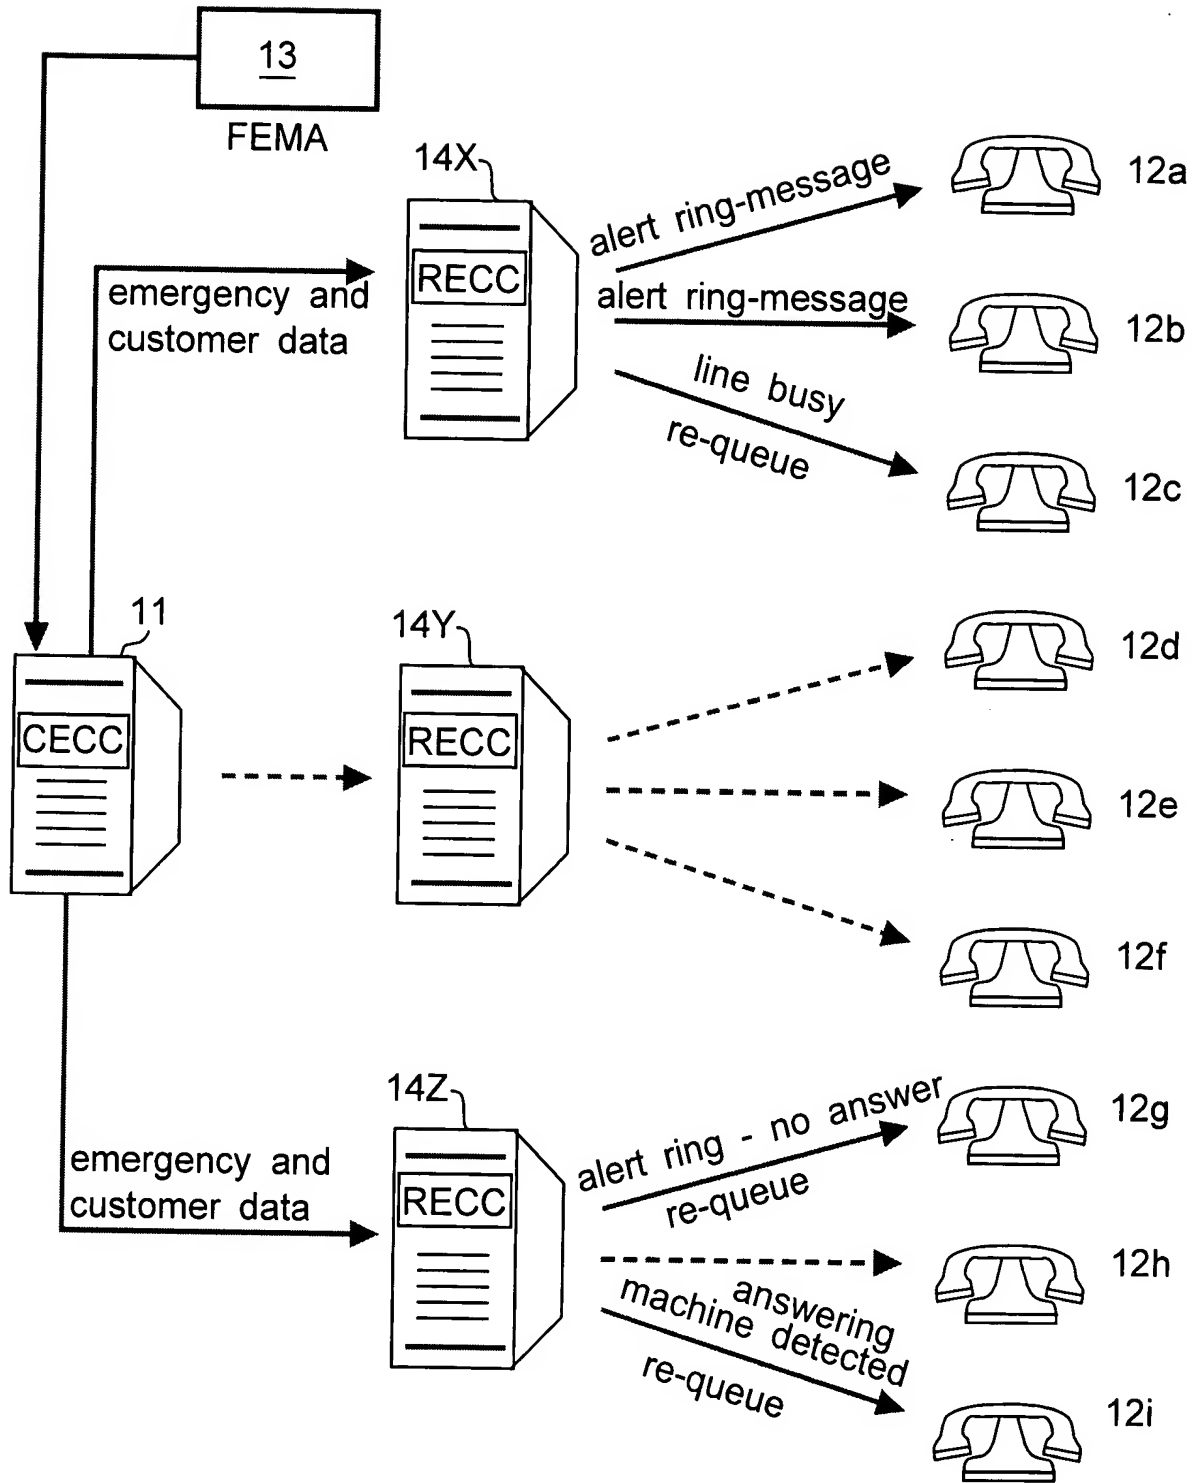 13
FEMA
14X
RECC
emergency and
customer data
alert ring-message
12a
alert ring-message
12b
line busy
re-queue
12c
11
CECC
14Y
RECC
12d
12e
12f
14Z
RECC
emergency and
customer data
alert ring - no answer
re-queue
12g
12h
answering
machine detected
re-queue
12i